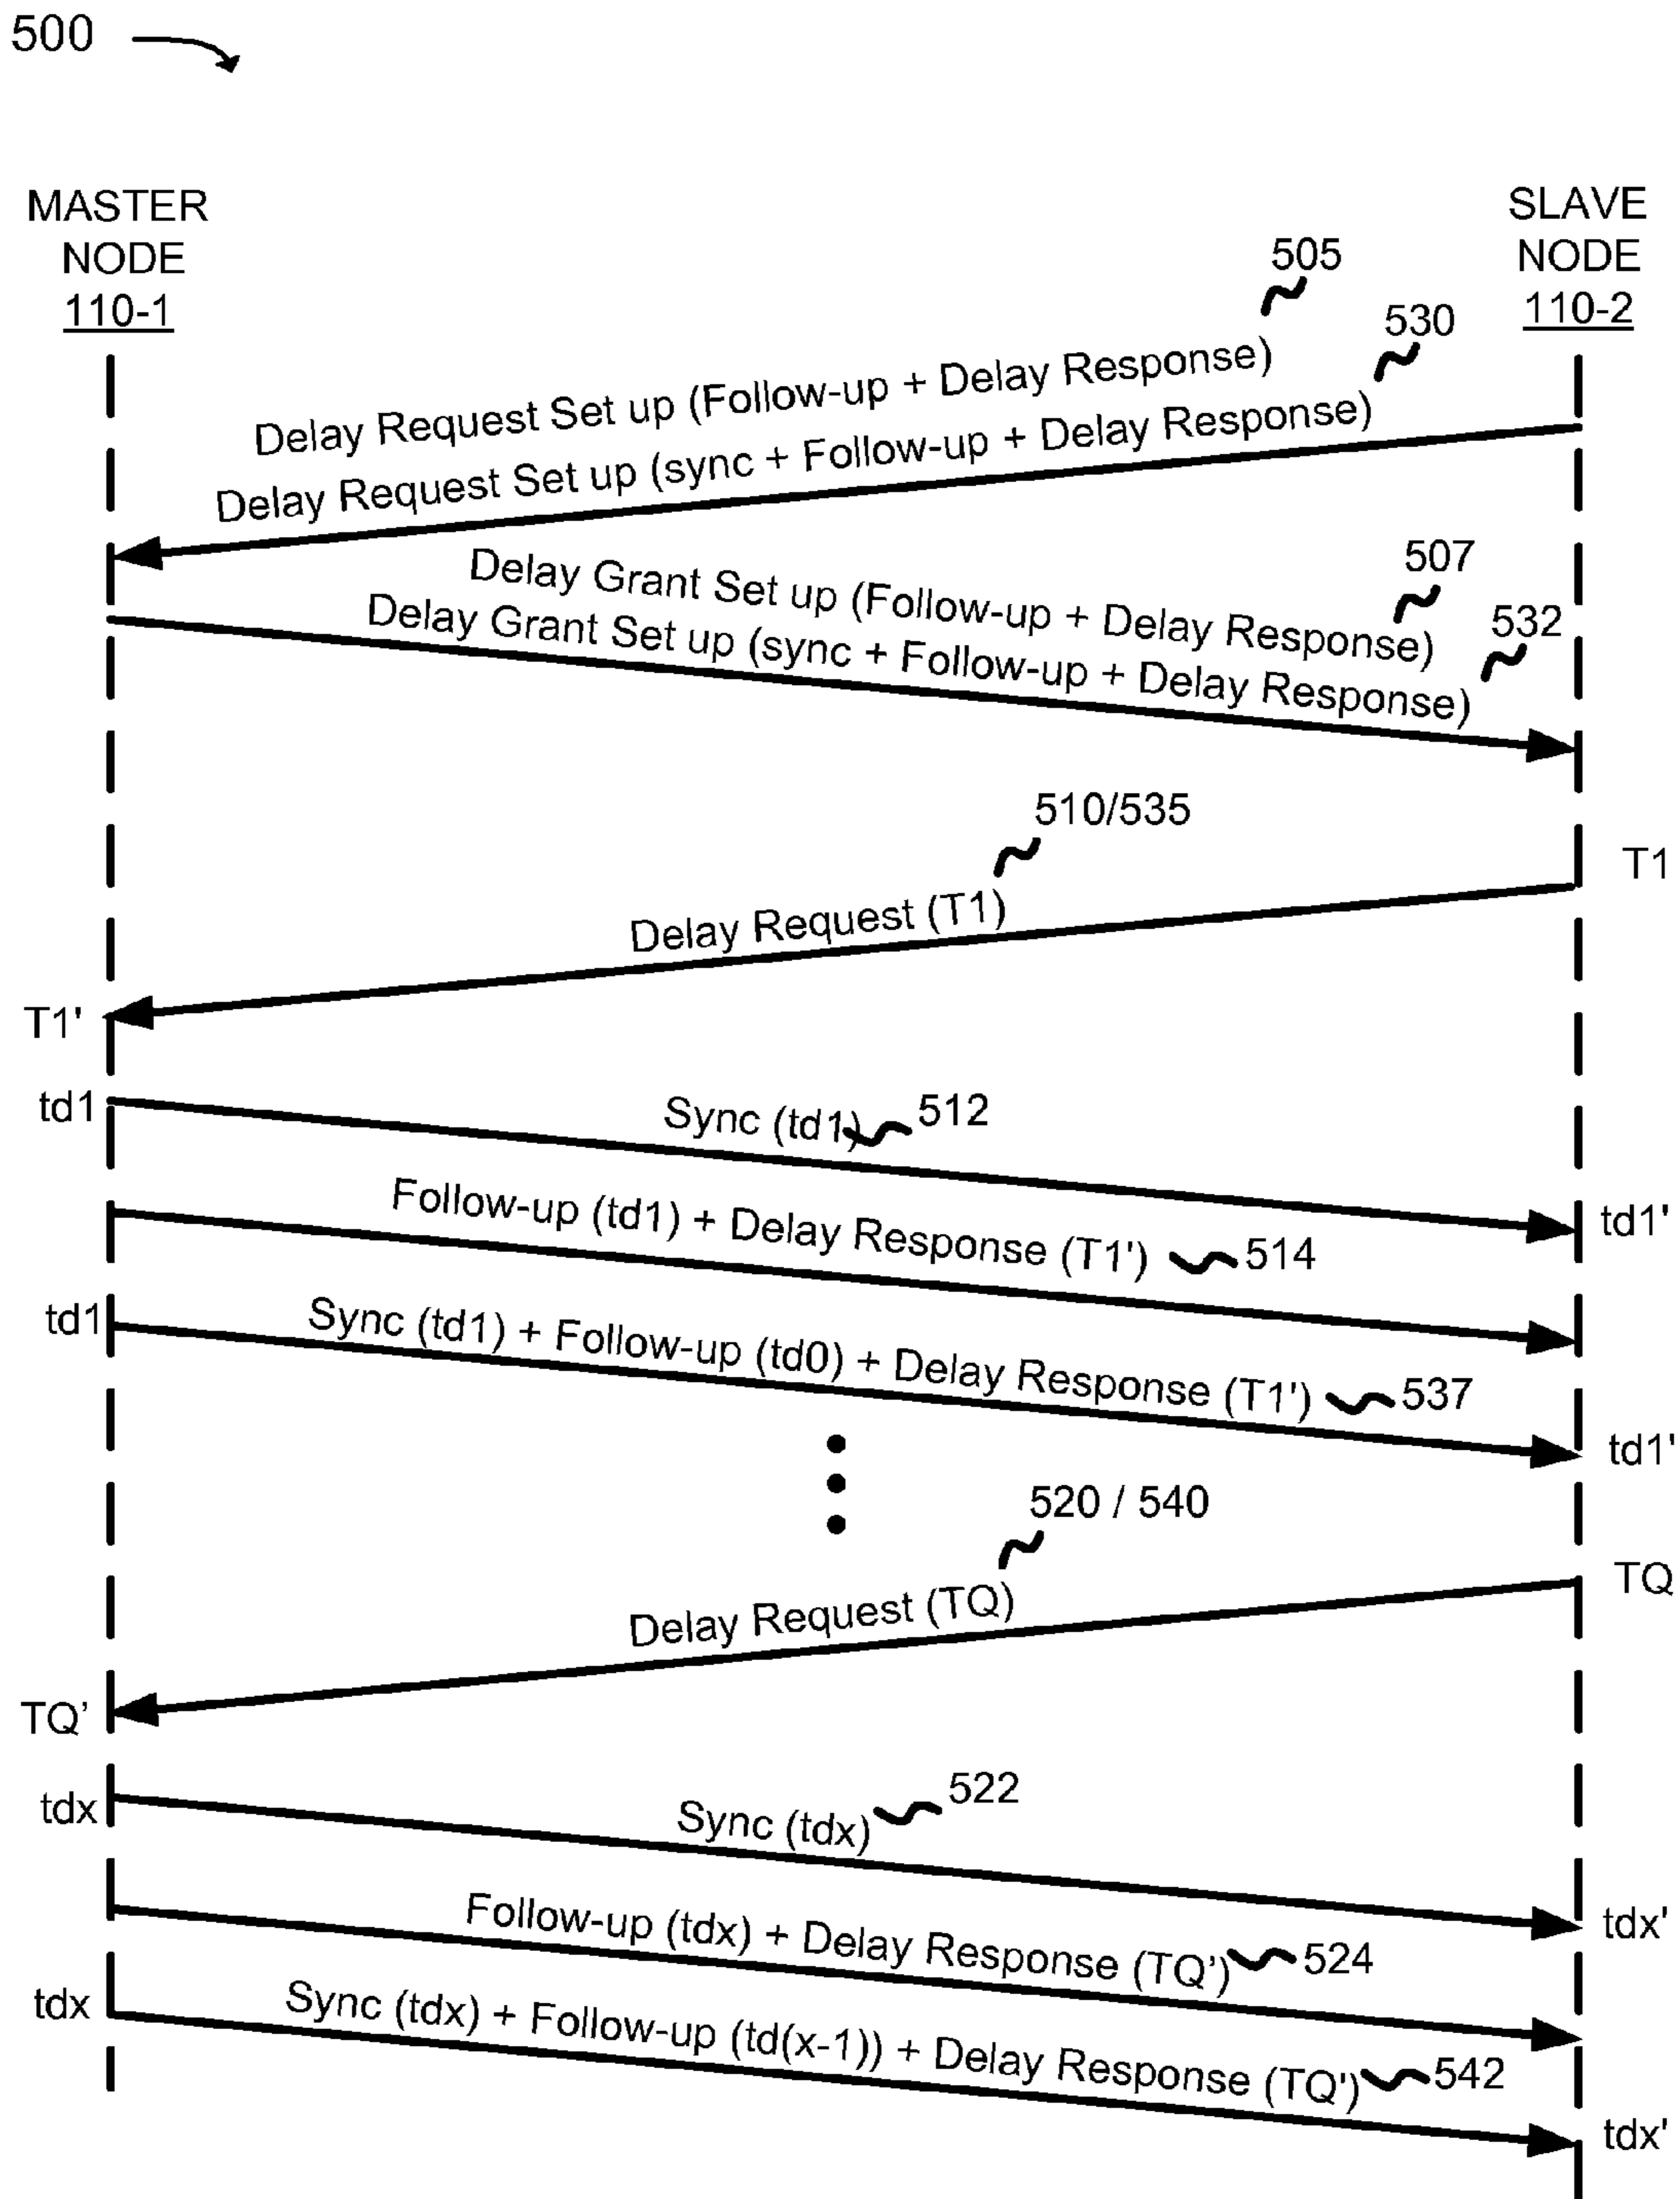 500
MASTER
NODE
110-1
SLAVE
NODE
110-2
505
530
Delay Request Set up (Follow-up + Delay Response)
Delay Request Set up (sync + Follow-up + Delay Response)
507
532
Delay Grant Set up (Follow-up + Delay Response)
Delay Grant Set up (sync + Follow-up + Delay Response)
510/535
T1
Delay Request (T1)
T1'
td1
Sync (td1)
512
td1'
Follow-up (td1) + Delay Response (T1')
514
td1
Sync (td1) + Follow-up (td0) + Delay Response (T1')
537
td1'
520 / 540
TQ
Delay Request (TQ)
TQ’
tdx
Sync (tdx)
522
tdx'
Follow-up (tdx) + Delay Response (TQ’)
524
tdx
Sync (tdx) + Follow-up (td(x-1)) + Delay Response (TQ')
542
tdx'